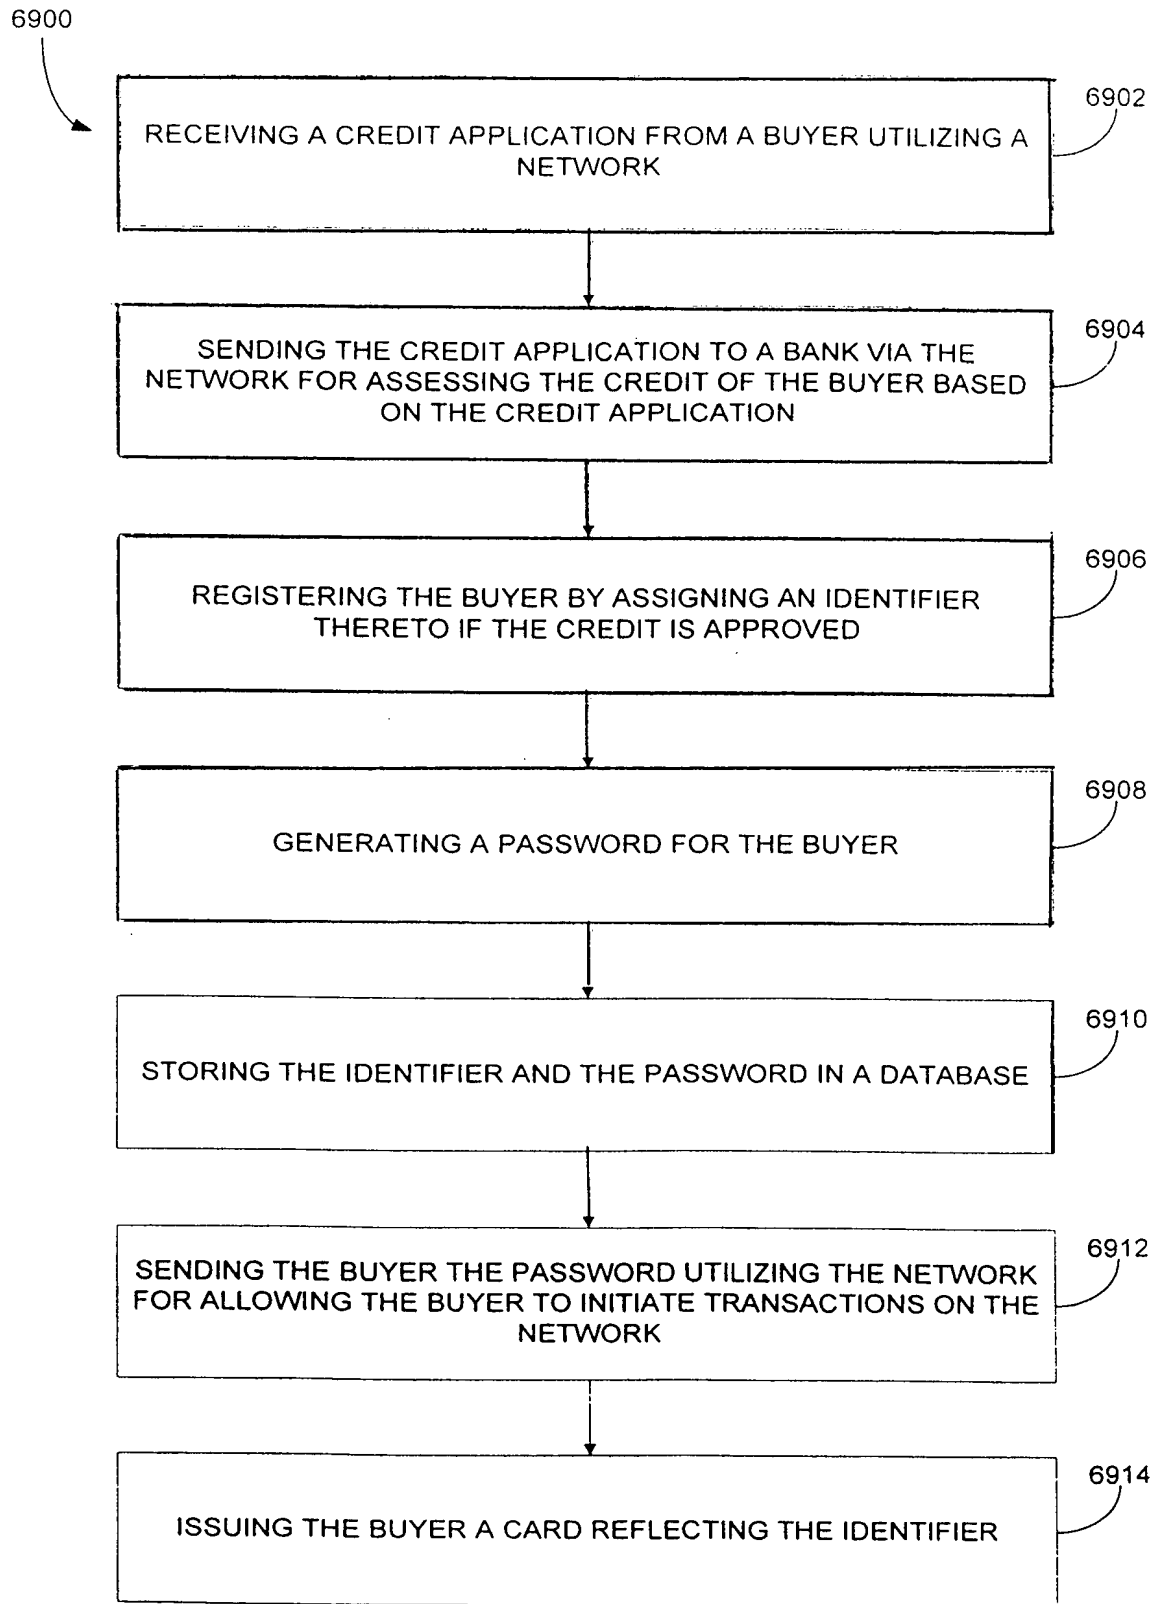 6900
6902
RECEIVING A CREDIT APPLICATION FROM A BUYER UTILIZING A
NETWORK
6904
SENDING THE CREDIT APPLICATION TO A BANK VIA THE
NETWORK FOR ASSESSING THE CREDIT OF THE BUYER BASED
ON THE CREDIT APPLICATION
6906
REGISTERING THE BUYER BY ASSIGNING AN IDENTIFIER
THERETO IF THE CREDIT IS APPROVED
6908
GENERATING A PASSWORD FOR THE BUYER
6910
STORING THE IDENTIFIER AND THE PASSWORD IN A DATABASE
6912
SENDING THE BUYER THE PASSWORD UTILIZING THE NETWORK
FOR ALLOWING THE BUYER TO INITIATE TRANSACTIONS ON THE
NETWORK
6914
ISSUING THE BUYER A CARD REFLECTING THE IDENTIFIER